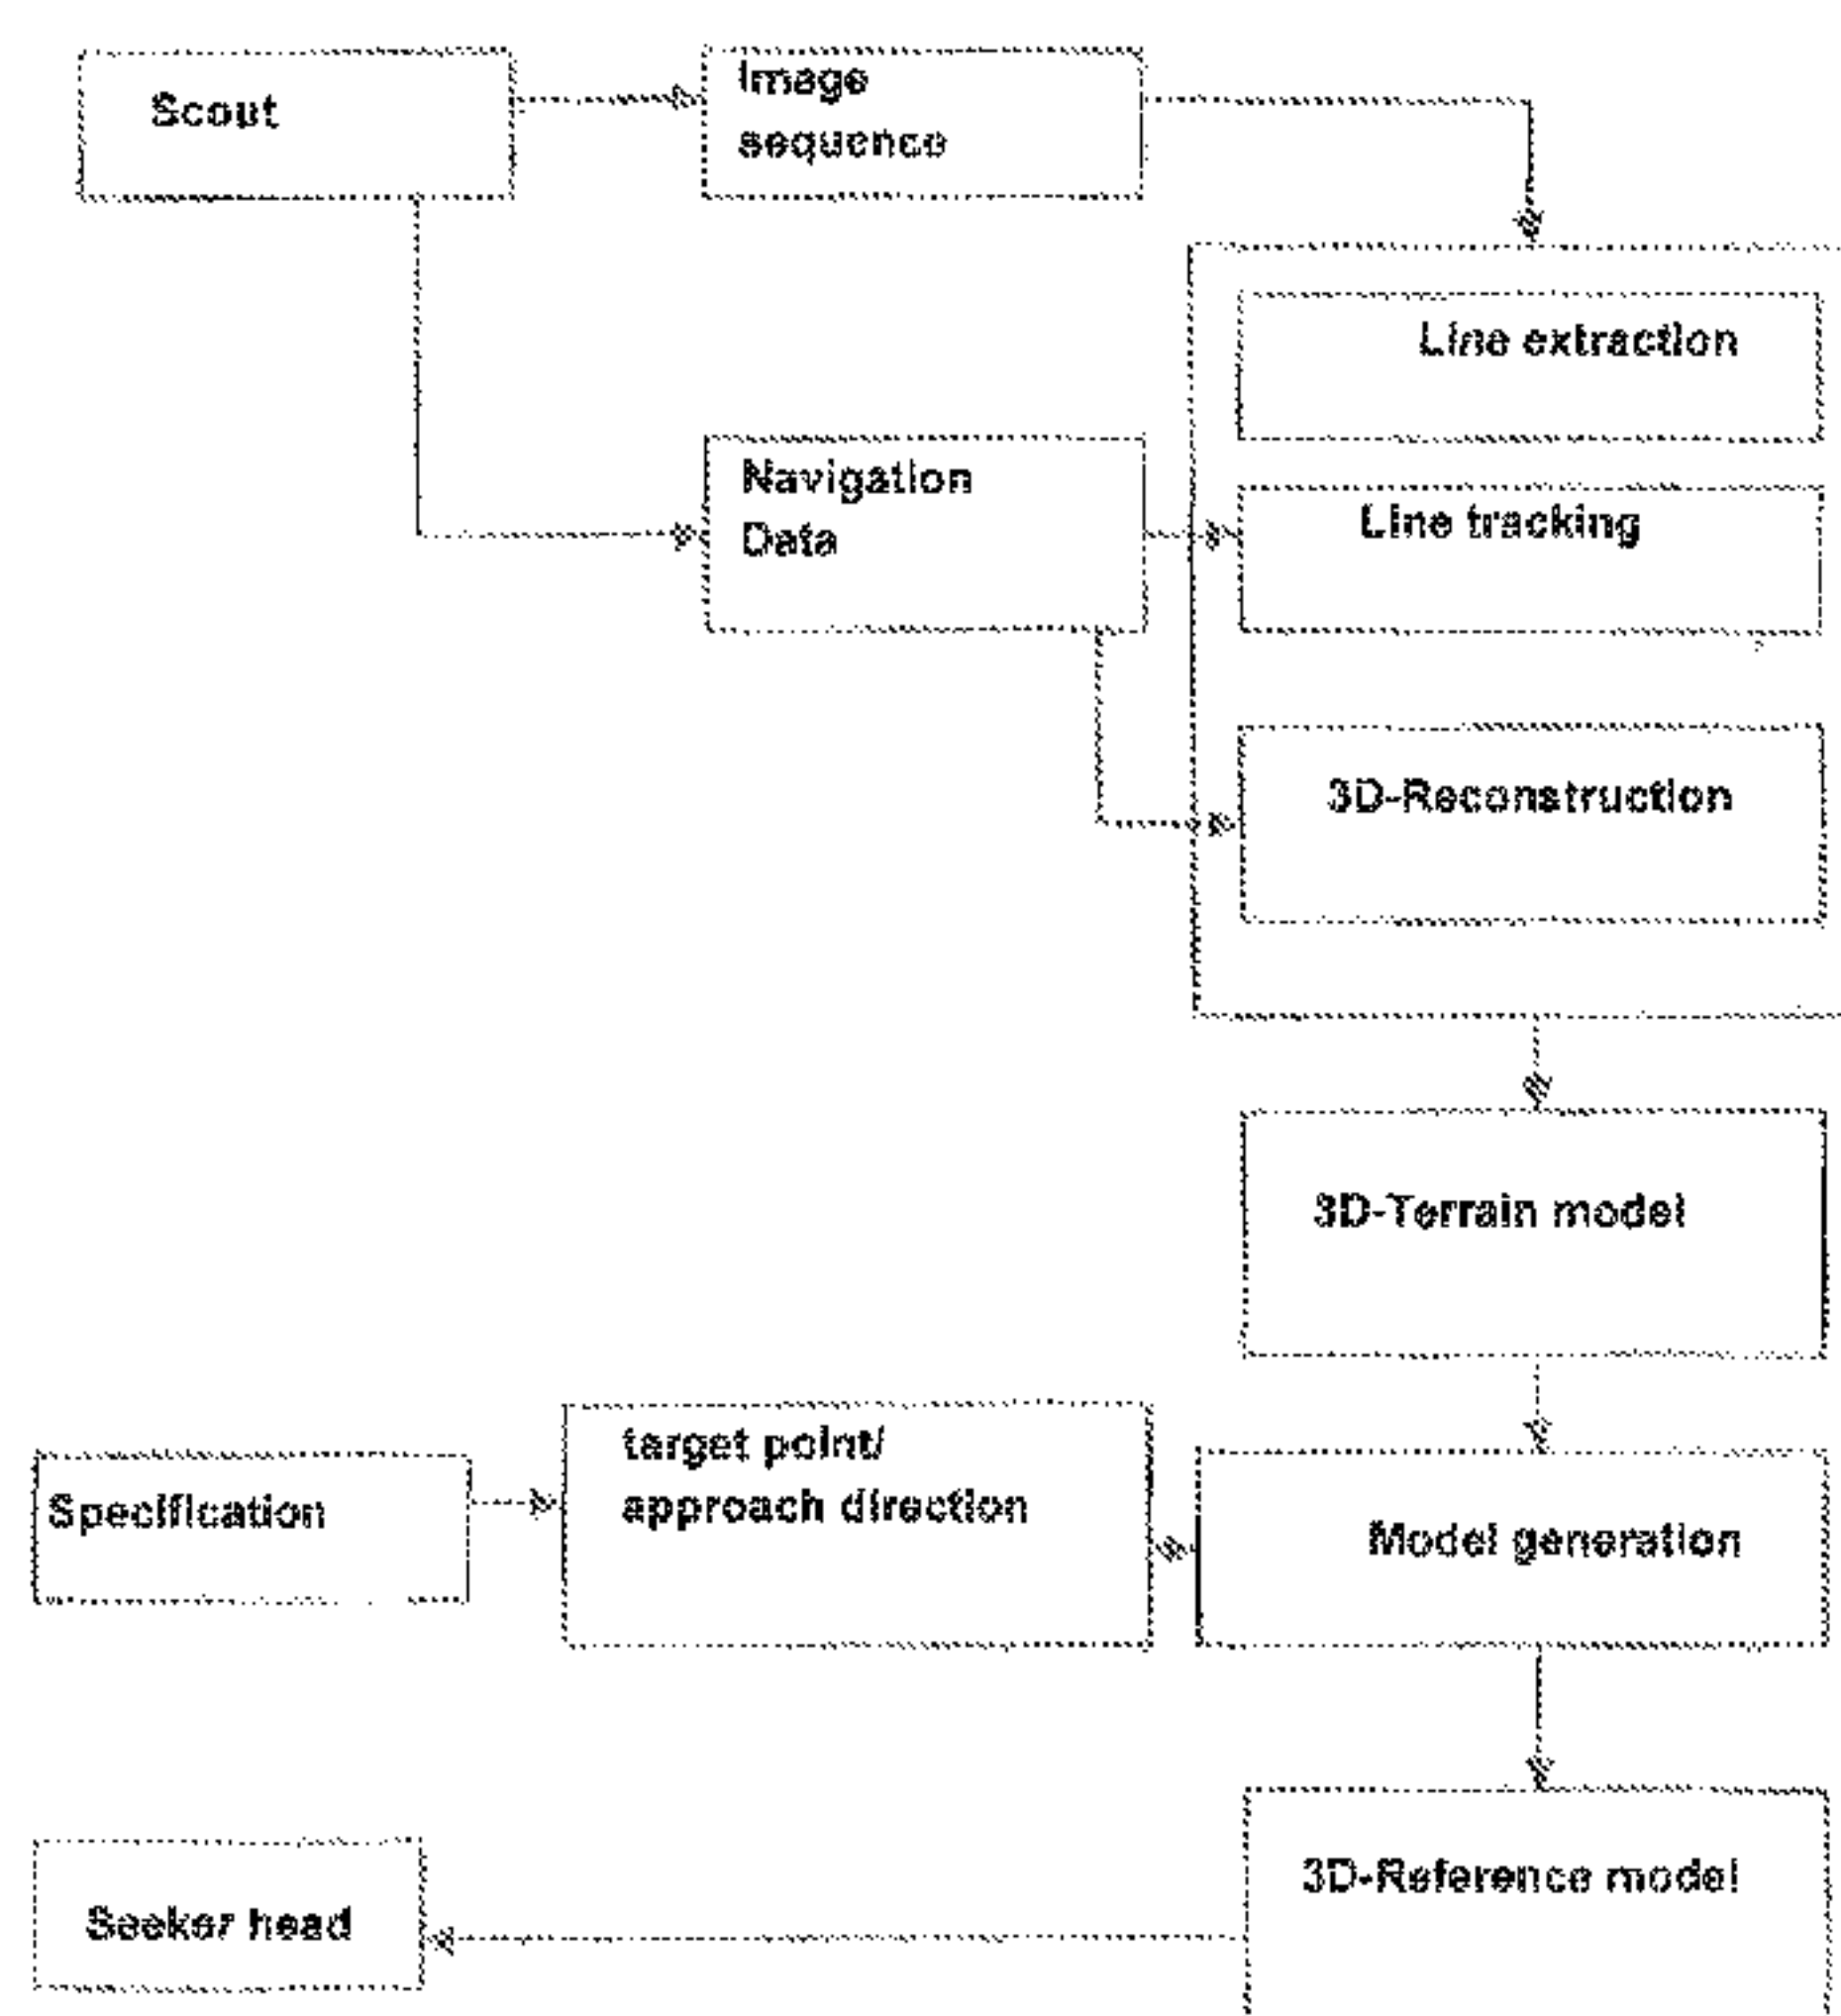 Scout
Image
sequence
Line extraction
Navigation
Data
Line tracking
3D-Reconstruction
3D-Terrain model
target point/
approach direction
Specification
Model generation
3D-Reference model
Seeker head